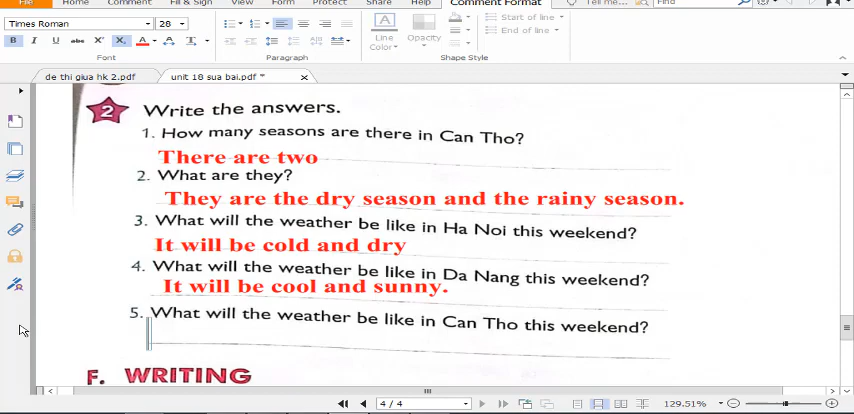 File Home Comment Fill & Sign Form Protect Share Help Comment Format Tell me... Find
Times Roman 28
B I U abc X² X₂ A A T
Font Paragraph Line Color Opacity Start of line End of line Shape Style
de thi giua hk 2.pdf unit 18 sua bai.pdf *
2 Write the answers.
1. How many seasons are there in Can Tho?
There are two
2. What are they?
They are the dry season and the rainy season.
3. What will the weather be like in Ha Noi this weekend?
It will be cold and dry
4. What will the weather be like in Da Nang this weekend?
It will be cool and sunny.
5. What will the weather be like in Can Tho this weekend?
F. WRITING
4 / 4 129.51%